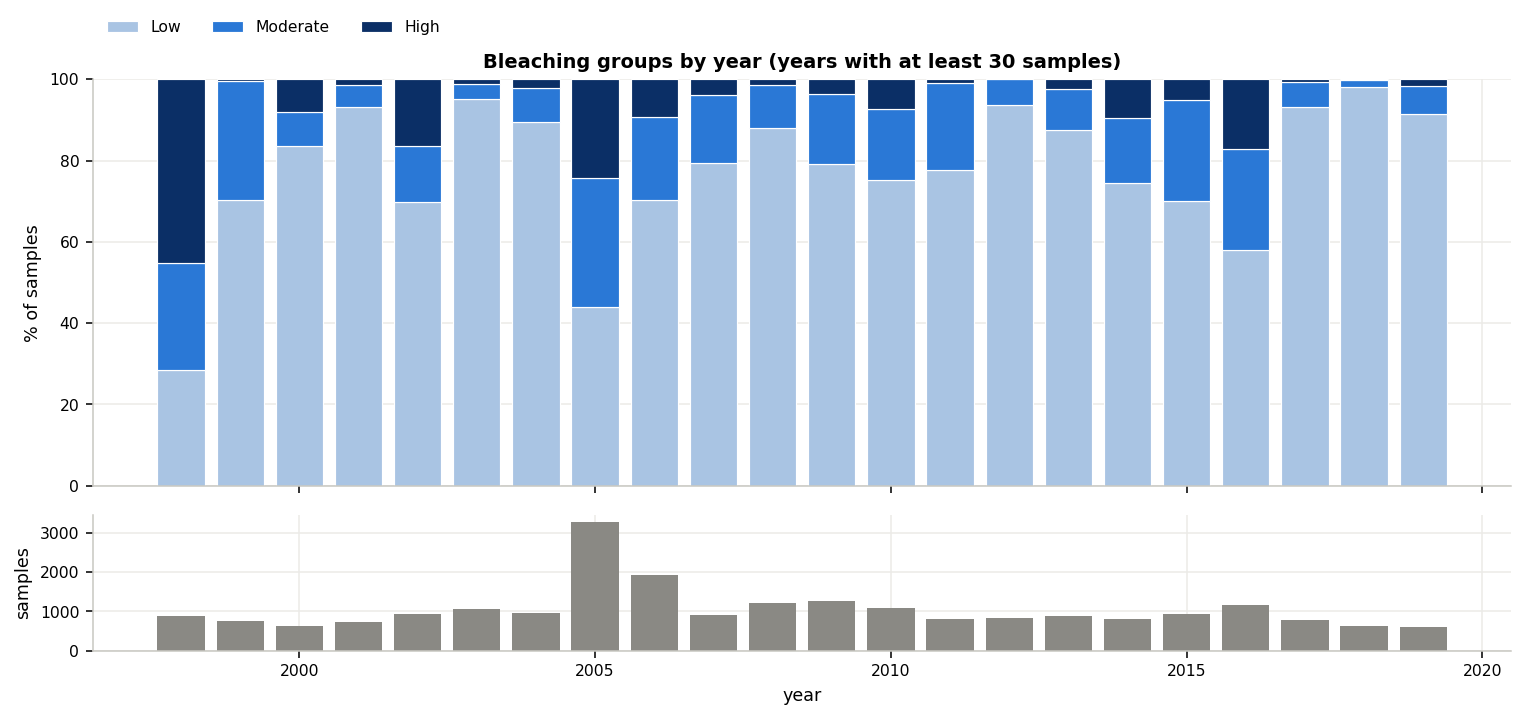 Low Moderate High
Bleaching groups by year (years with at least 30 samples)
100
80
60
40
20
0
% of samples
3000
2000
1000
0
samples
2000 2005 2010 2015 2020
year